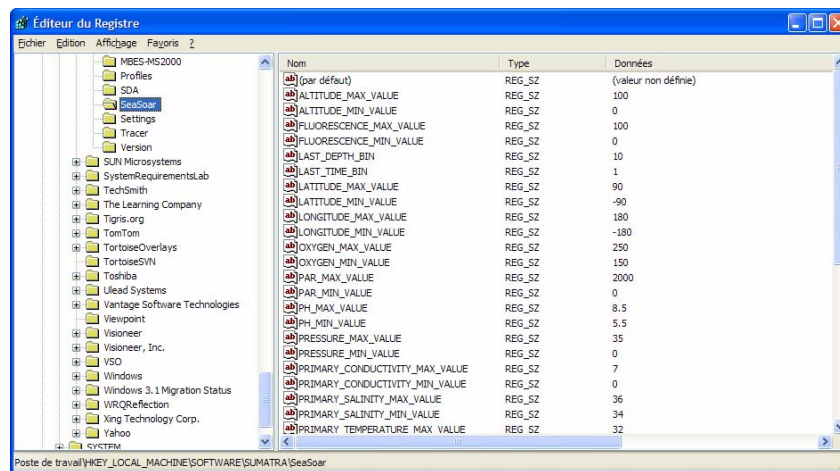 Éditeur du Registre
Fichier Edition Affichage Favoris ?
MBES-MS2000
Profiles
SDA
SeaSoar
Settings
Tracer
Version
SUN Microsystems
SystemRequirementsLab
TechSmith
The Learning Company
Tigris.org
TomTom
TortoiseOverlays
TortoiseSVN
Toshiba
Ulead Systems
Vantage Software Technologies
Viewpoint
Visioneer
Visioneer, Inc.
VSO
Windows
Windows 3.1 Migration Status
WRQReflection
Xing Technology Corp.
Yahoo
SYSTEM
Nom Type Données
(par défaut) REG_SZ (valeur non définie)
ALTITUDE_MAX_VALUE REG_SZ 100
ALTITUDE_MIN_VALUE REG_SZ 0
FLUORESCENCE_MAX_VALUE REG_SZ 100
FLUORESCENCE_MIN_VALUE REG_SZ 0
LAST_DEPTH_BIN REG_SZ 10
LAST_TIME_BIN REG_SZ 1
LATITUDE_MAX_VALUE REG_SZ 90
LATITUDE_MIN_VALUE REG_SZ -90
LONGITUDE_MAX_VALUE REG_SZ 180
LONGITUDE_MIN_VALUE REG_SZ -180
OXYGEN_MAX_VALUE REG_SZ 250
OXYGEN_MIN_VALUE REG_SZ 150
PAR_MAX_VALUE REG_SZ 2000
PAR_MIN_VALUE REG_SZ 0
PH_MAX_VALUE REG_SZ 8.5
PH_MIN_VALUE REG_SZ 5.5
PRESSURE_MAX_VALUE REG_SZ 35
PRESSURE_MIN_VALUE REG_SZ 0
PRIMARY_CONDUCTIVITY_MAX_VALUE REG_SZ 7
PRIMARY_CONDUCTIVITY_MIN_VALUE REG_SZ 0
PRIMARY_SALINITY_MAX_VALUE REG_SZ 36
PRIMARY_SALINITY_MIN_VALUE REG_SZ 34
PRIMARY_TEMPERATURE_MAX_VALUE REG_SZ 32
Poste de travail\HKEY_LOCAL_MACHINE\SOFTWARE\SUMATRA\SeaSoar